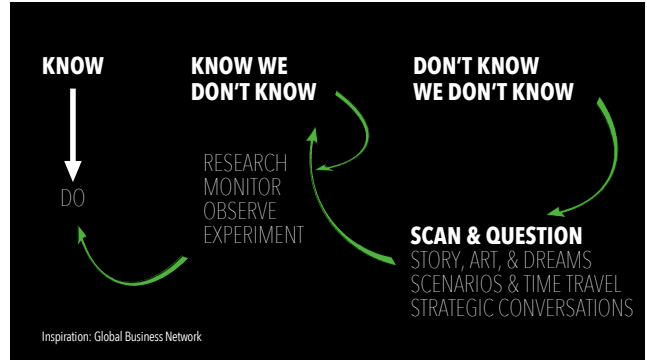 KNOW
DO
KNOW WE
DON'T KNOW
RESEARCH
MONITOR
OBSERVE
EXPERIMENT
DON'T KNOW
WE DON'T KNOW
SCAN & QUESTION
STORY, ART, & DREAMS
SCENARIOS & TIME TRAVEL
STRATEGIC CONVERSATIONS
Inspiration: Global Business Network